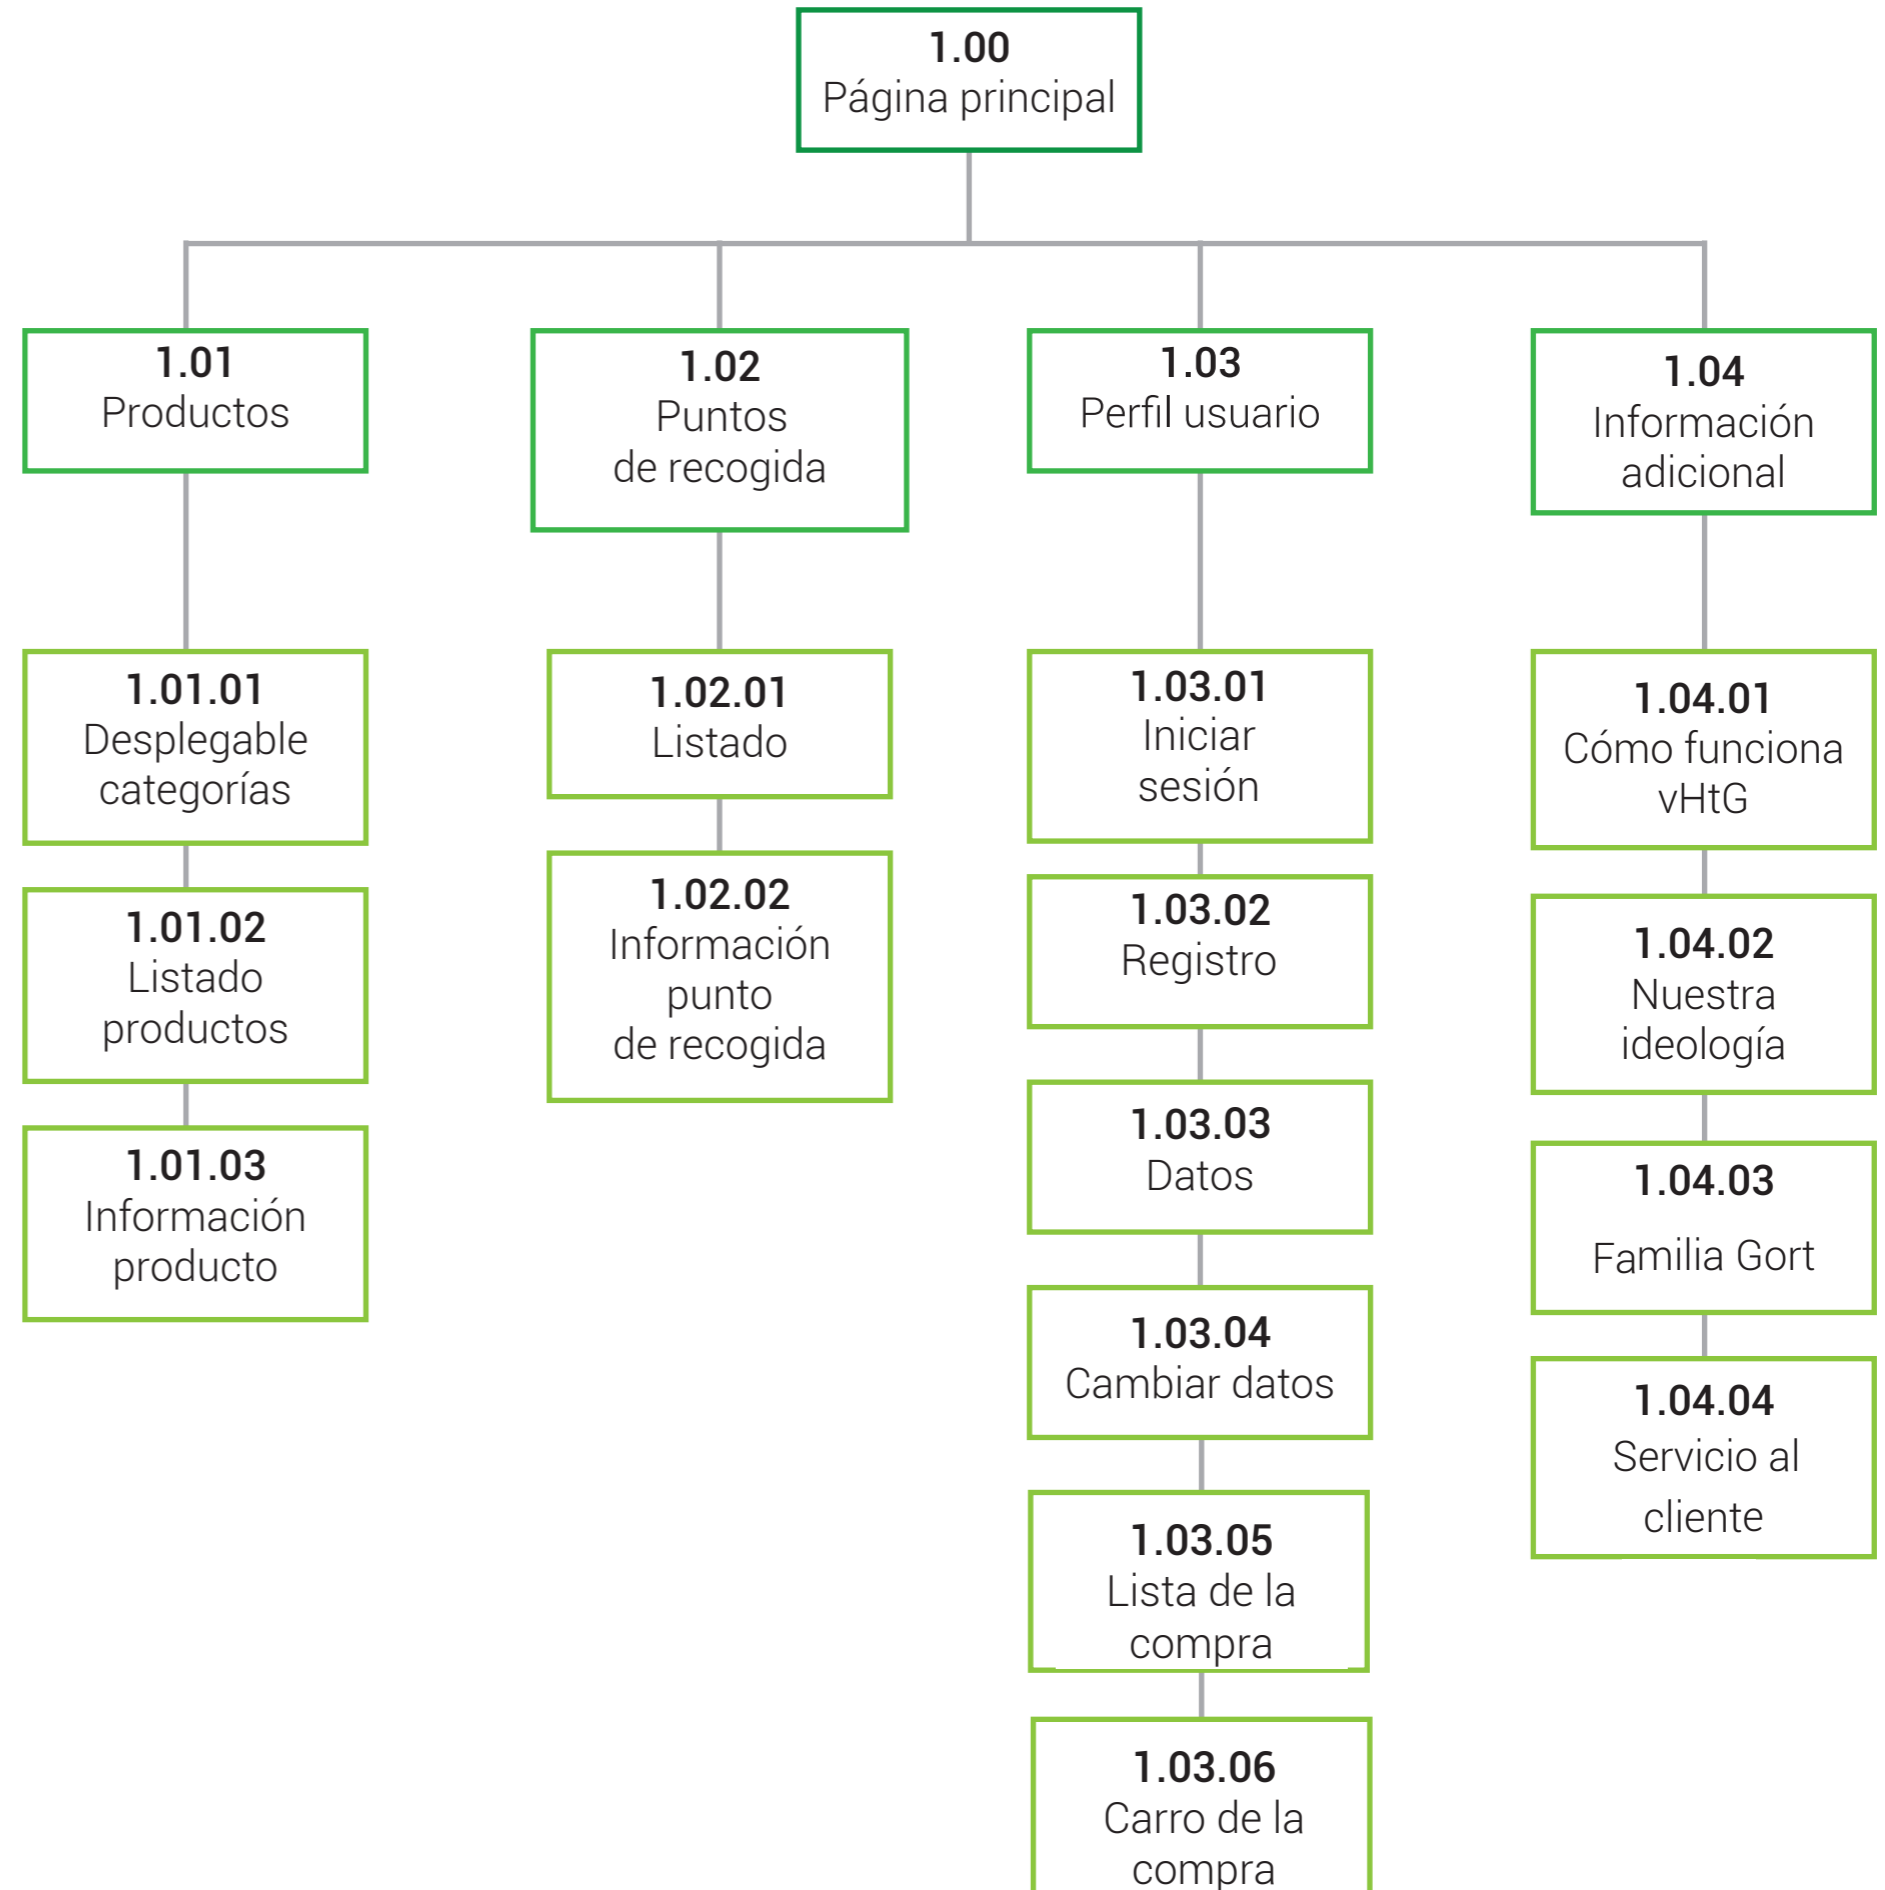 1.00
Página principal
1.01
Productos
1.02
Puntos
de recogida
1.03
Perfil usuario
1.04
Información
adicional
1.01.01
Desplegable
categorías
1.01.02
Listado
productos
1.01.03
Información
producto
1.02.01
Listado
1.02.02
Información
punto
de recogida
1.03.01
Iniciar
sesión
1.03.02
Registro
1.03.03
Datos
1.03.04
Cambiar datos
1.03.05
Lista de la
compra
1.03.06
Carro de la
compra
1.04.01
Cómo funciona
vHtG
1.04.02
Nuestra
ideología
1.04.03
Familia Gort
1.04.04
Servicio al
cliente